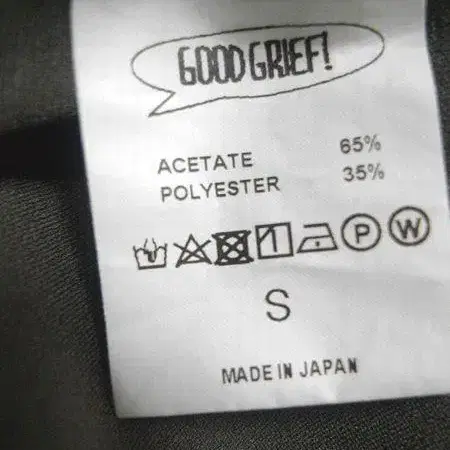 GOOD GRIEF!
ACETATE 65%
POLYESTER 35%
P W
S
MADE IN JAPAN